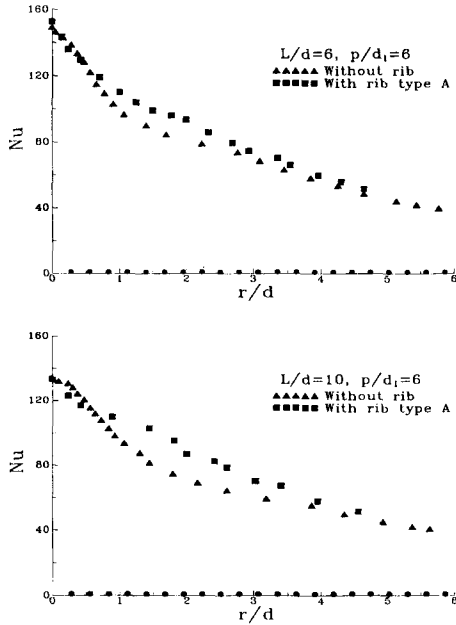 160
120
80
40
0
Nu
L/d=6, p/d₁=6
Without rib
With rib type A
0 1 2 3 4 5 6
r/d
160
120
80
40
0
Nu
L/d=10, p/d₁=6
Without rib
With rib type A
0 1 2 3 4 5 6
r/d